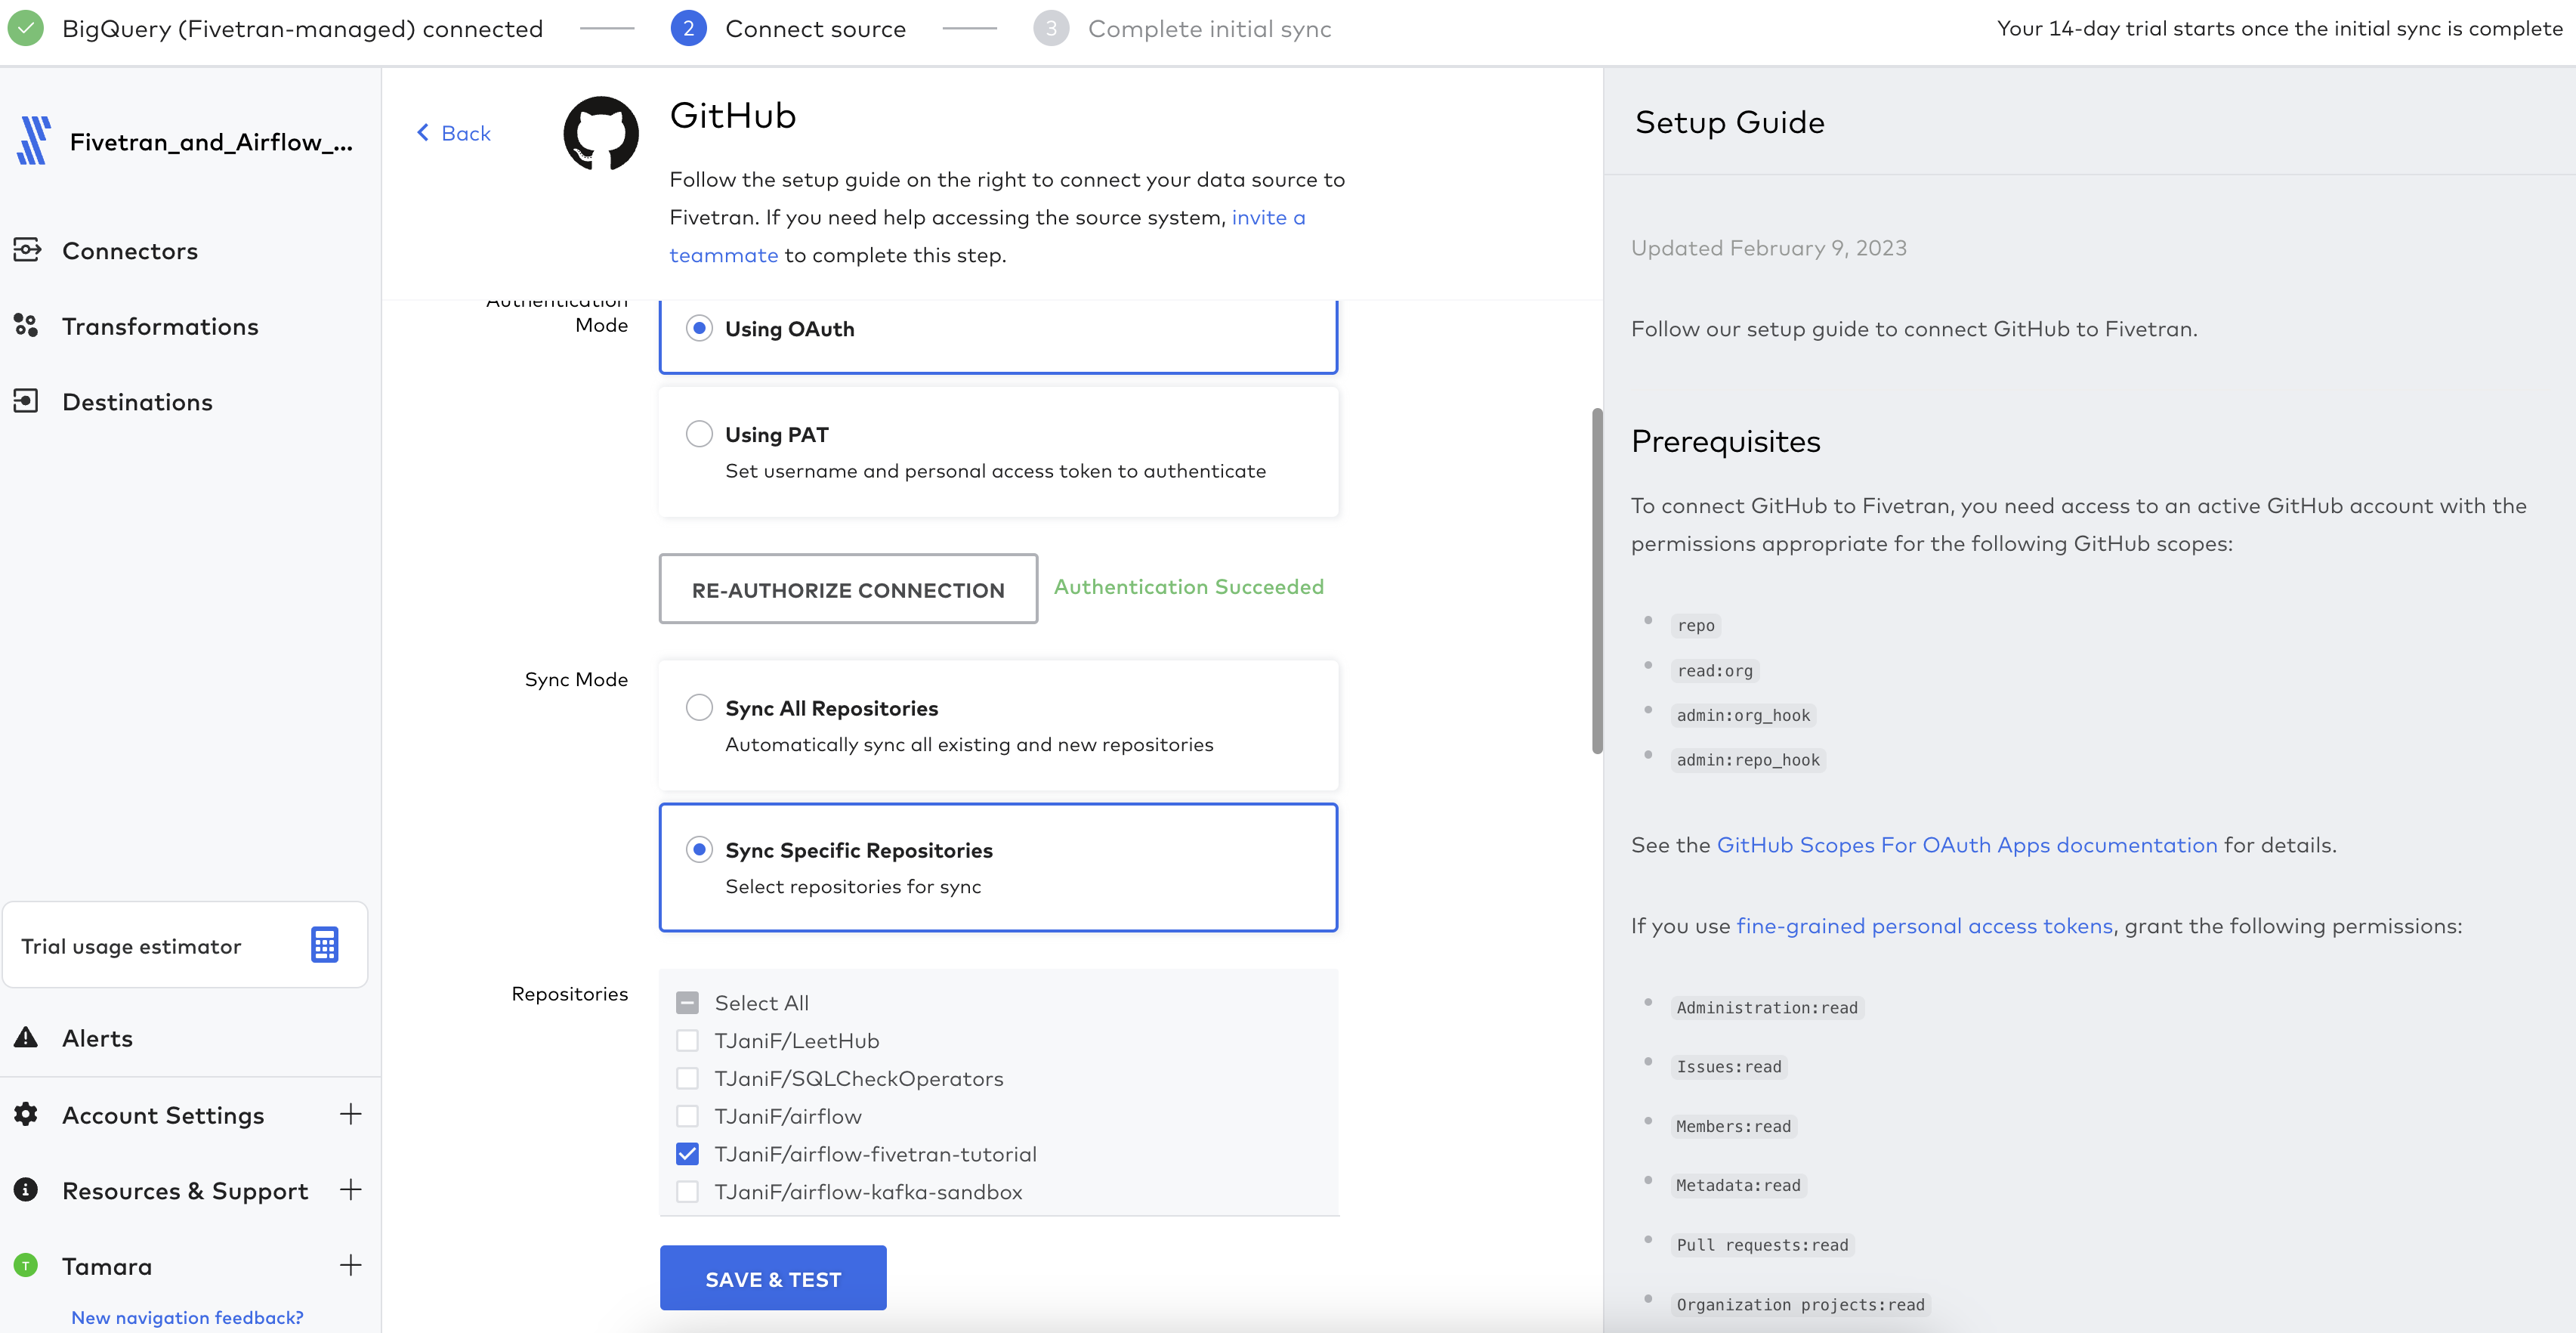 BigQuery (Fivetran-managed) connected
2 Connect source
3 Complete initial sync
Your 14-day trial starts once the initial sync is complete
Fivetran_and_Airflow_...
Connectors
Transformations
Destinations
Trial usage estimator
Alerts
Account Settings
Resources & Support
T Tamara
New navigation feedback?
Back
GitHub
Follow the setup guide on the right to connect your data source to
Fivetran. If you need help accessing the source system, invite a
teammate to complete this step.
Authentication
Mode
Using OAuth
Using PAT
Set username and personal access token to authenticate
RE-AUTHORIZE CONNECTION
Authentication Succeeded
Sync Mode
Sync All Repositories
Automatically sync all existing and new repositories
Sync Specific Repositories
Select repositories for sync
Repositories
Select All
TJaniF/LeetHub
TJaniF/SQLCheckOperators
TJaniF/airflow
TJaniF/airflow-fivetran-tutorial
TJaniF/airflow-kafka-sandbox
SAVE & TEST
Setup Guide
Updated February 9, 2023
Follow our setup guide to connect GitHub to Fivetran.
Prerequisites
To connect GitHub to Fivetran, you need access to an active GitHub account with the
permissions appropriate for the following GitHub scopes:
repo
read:org
admin:org_hook
admin:repo_hook
See the GitHub Scopes For OAuth Apps documentation for details.
If you use fine-grained personal access tokens, grant the following permissions:
Administration:read
Issues:read
Members:read
Metadata:read
Pull requests:read
Organization projects:read